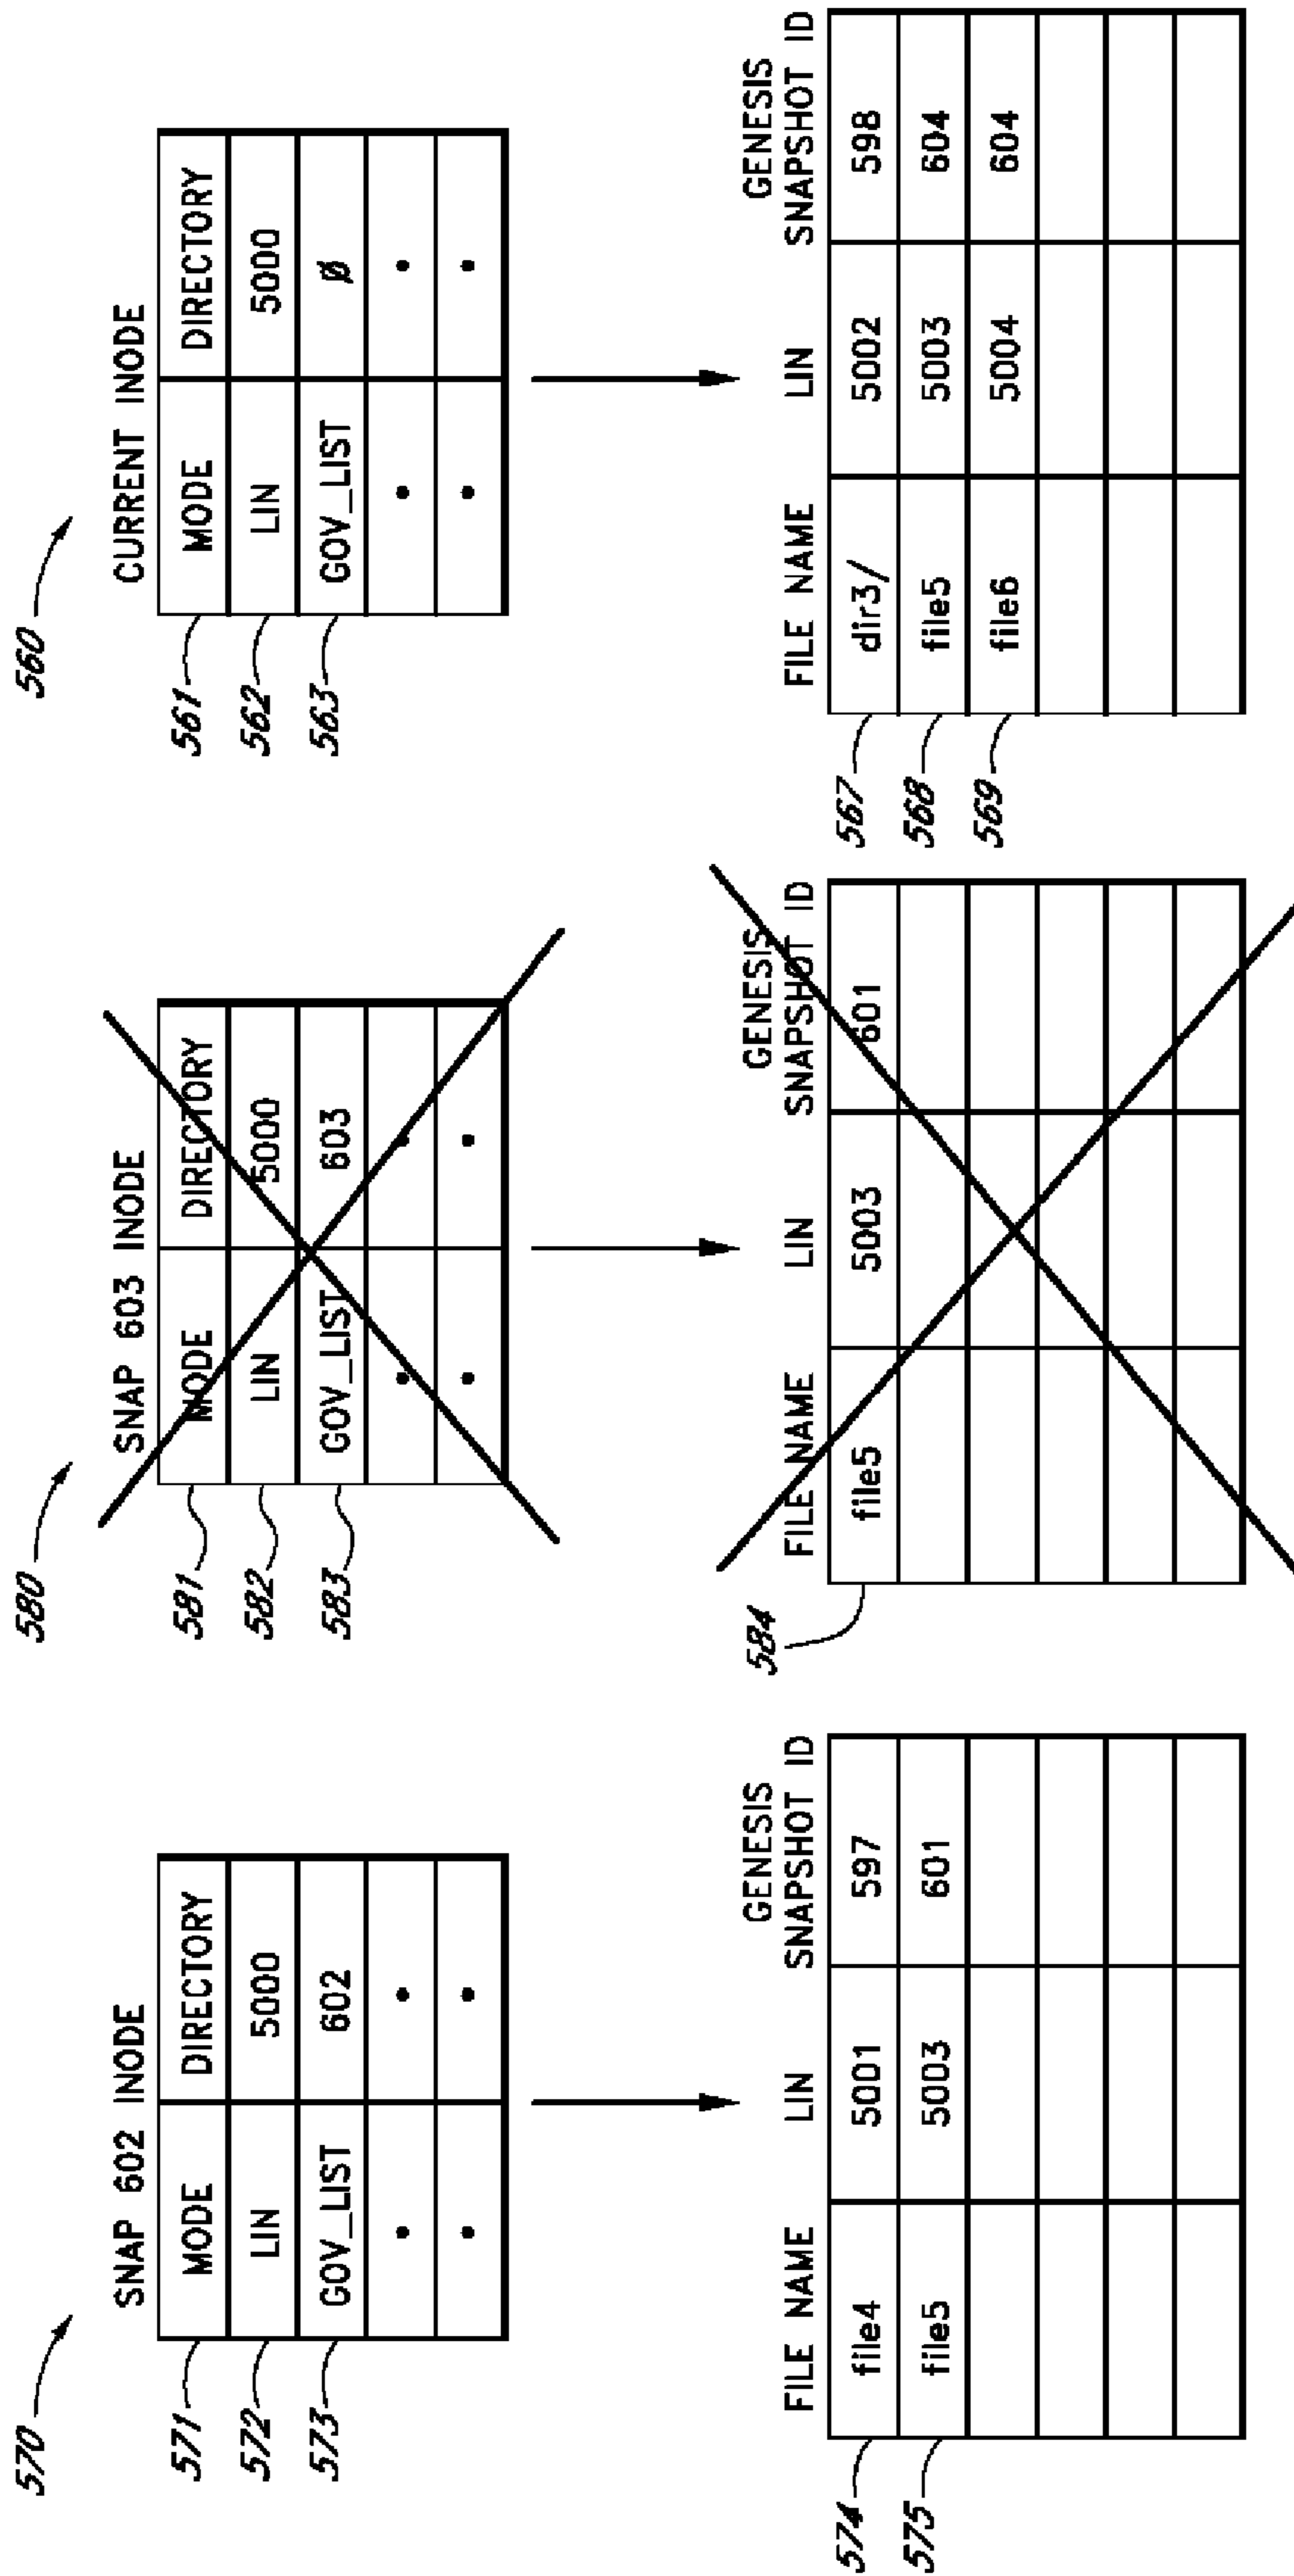 570
SNAP 602 INODE
571
MODE DIRECTORY
572
LIN 5000
573
GOV_LIST 602
• •
• •
FILE NAME LIN GENESIS SNAPSHOT ID
574
file4 5001 597
575
file5 5003 601
580
SNAP 603 INODE
581
MODE DIRECTORY
582
LIN 5000
583
GOV_LIST 603
• •
• •
FILE NAME LIN GENESIS SNAPSHOT ID
584
file5 5003 601
560
CURRENT INODE
561
MODE DIRECTORY
562
LIN 5000
563
GOV_LIST Ø
• •
• •
FILE NAME LIN GENESIS SNAPSHOT ID
567
dir3/ 5002 598
568
file5 5003 604
569
file6 5004 604